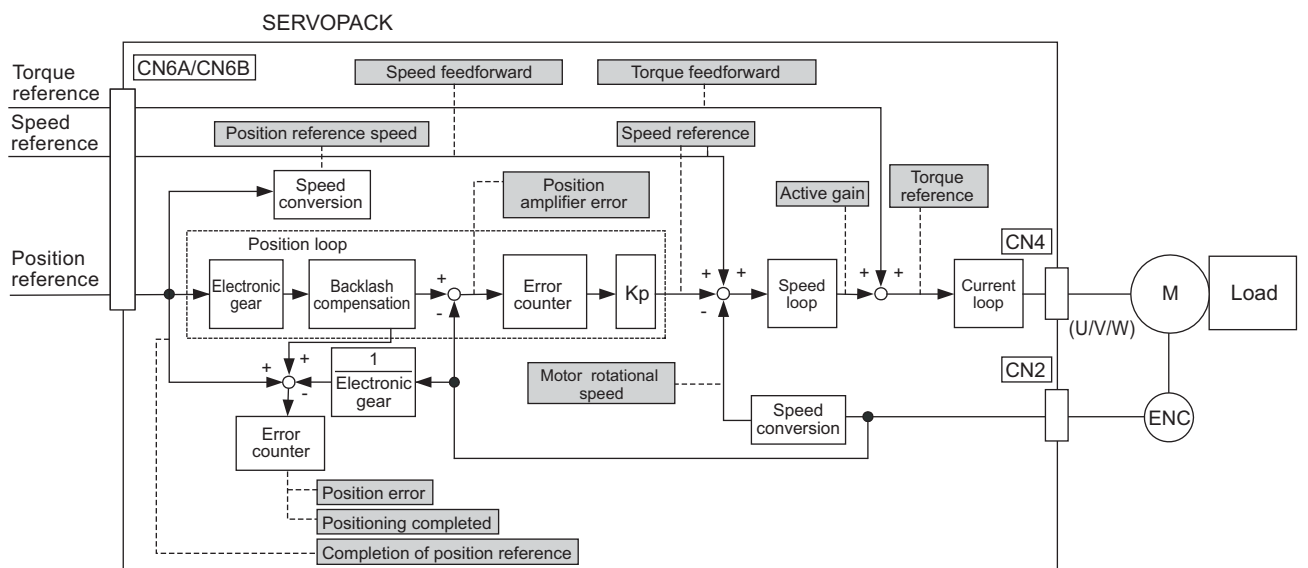 SERVOPACK
CN6A/CN6B
Torque
reference
Speed feedforward
Torque feedforward
Speed
reference
Position reference speed
Speed reference
Speed
conversion
Position
amplifier error
Active gain
Torque
reference
Position loop
CN4
Position
reference
Electronic
gear
Backlash
compensation
+
-
Error
counter
Kp
+
+
-
Speed
loop
+
+
Current
loop
(U/V/W)
M
Load
+
+
-
1
Electronic
gear
Motor rotational
speed
CN2
Speed
conversion
ENC
Error
counter
Position error
Positioning completed
Completion of position reference